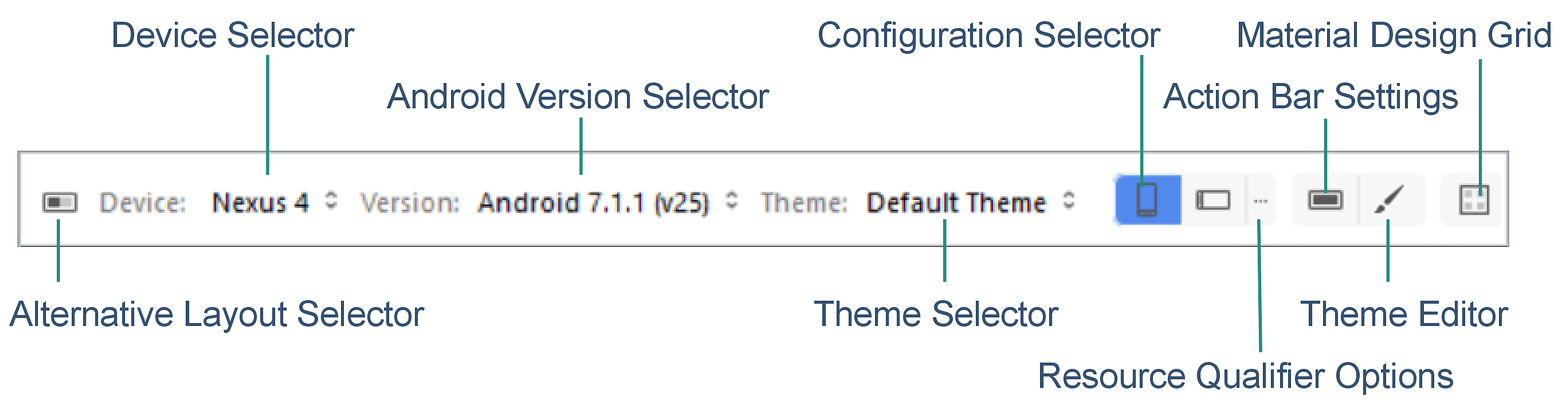 Device Selector
Configuration Selector
Material Design Grid
Android Version Selector
Action Bar Settings
Device: Nexus 4 Version: Android 7.1.1 (v25) Theme: Default Theme ...
Alternative Layout Selector
Theme Selector
Theme Editor
Resource Qualifier Options